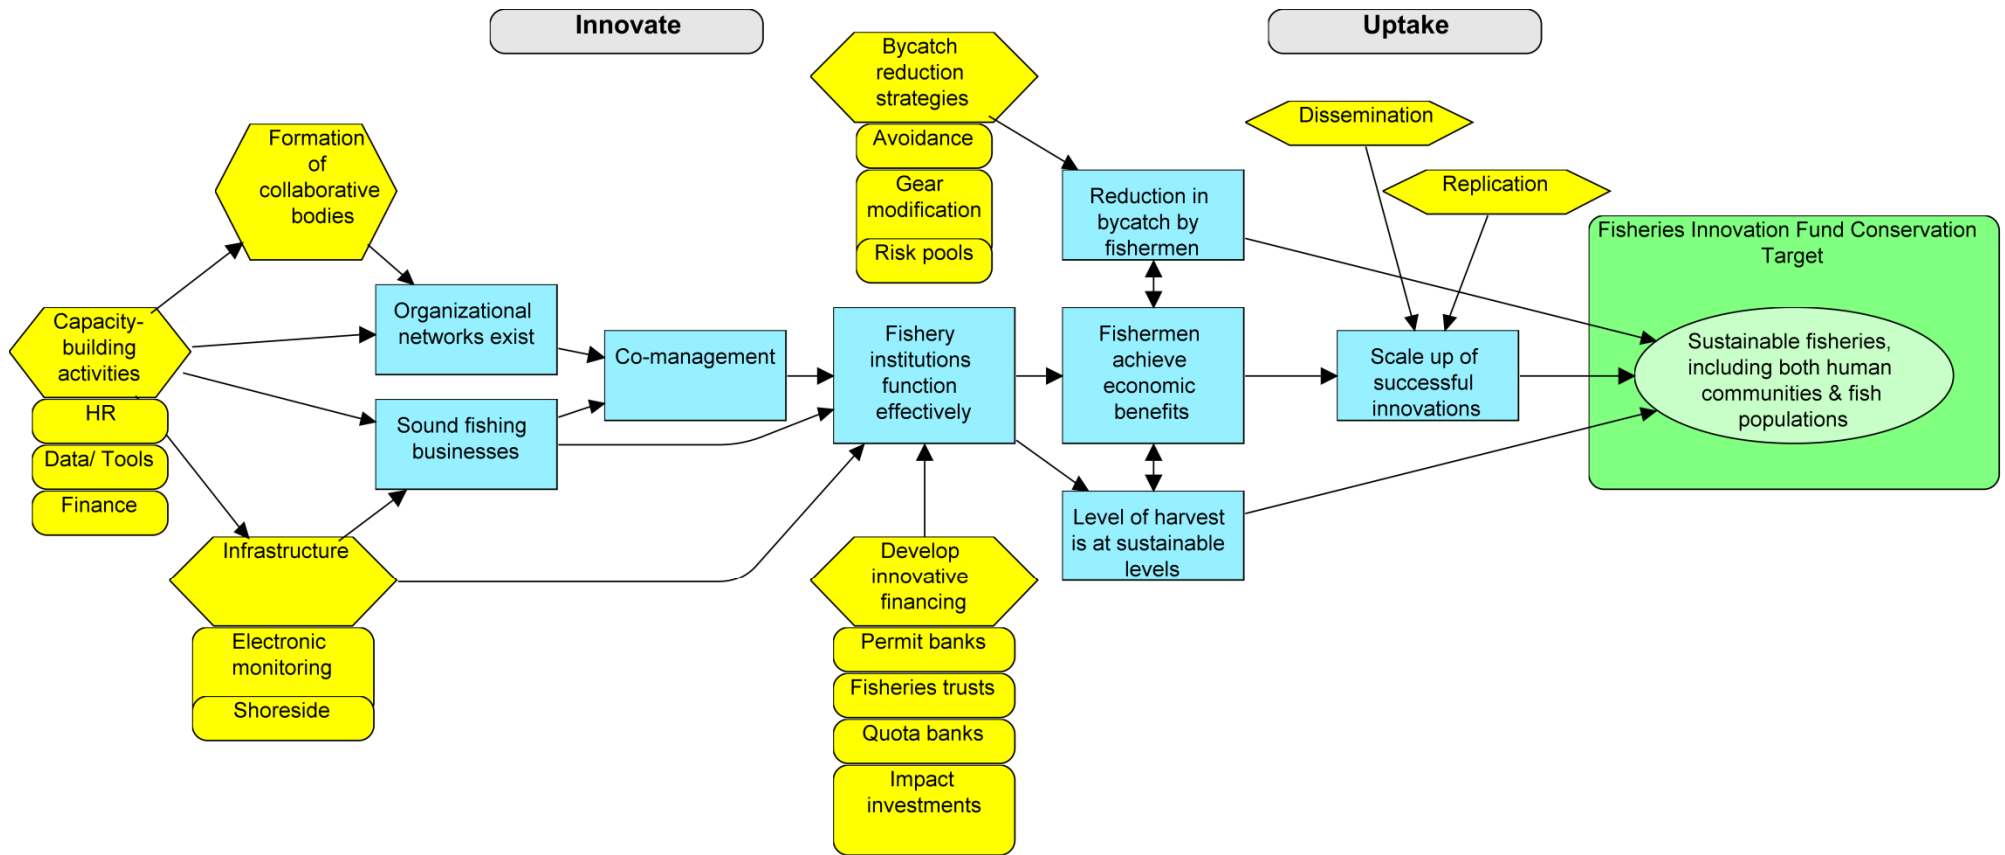 Innovate
Uptake
Bycatch
reduction
strategies
Avoidance
Gear
modification
Risk pools
Dissemination
Replication
Formation
of
collaborative
bodies
Reduction in
bycatch by
fishermen
Fisheries Innovation Fund Conservation
Target
Capacity-
building
activities
HR
Data/ Tools
Finance
Organizational
networks exist
Co-management
Sound fishing
businesses
Fishery
institutions
function
effectively
Fishermen
achieve
economic
benefits
Scale up of
successful
innovations
Sustainable fisheries,
including both human
communities & fish
populations
Level of harvest
is at sustainable
levels
Infrastructure
Electronic
monitoring
Shoreside
Develop
innovative
financing
Permit banks
Fisheries trusts
Quota banks
Impact
investments